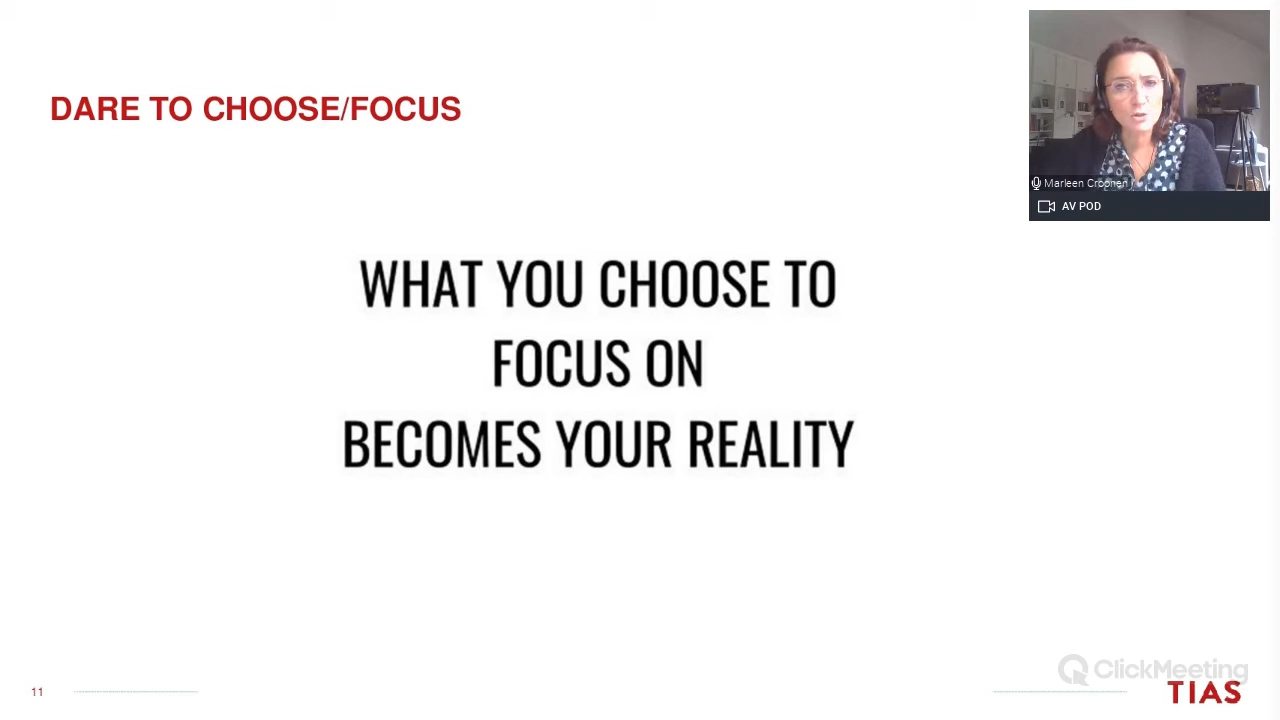 DARE TO CHOOSE/FOCUS
Marleen Croonen
AV POD
WHAT YOU CHOOSE TO
FOCUS ON
BECOMES YOUR REALITY
11
ClickMeeting
TIAS